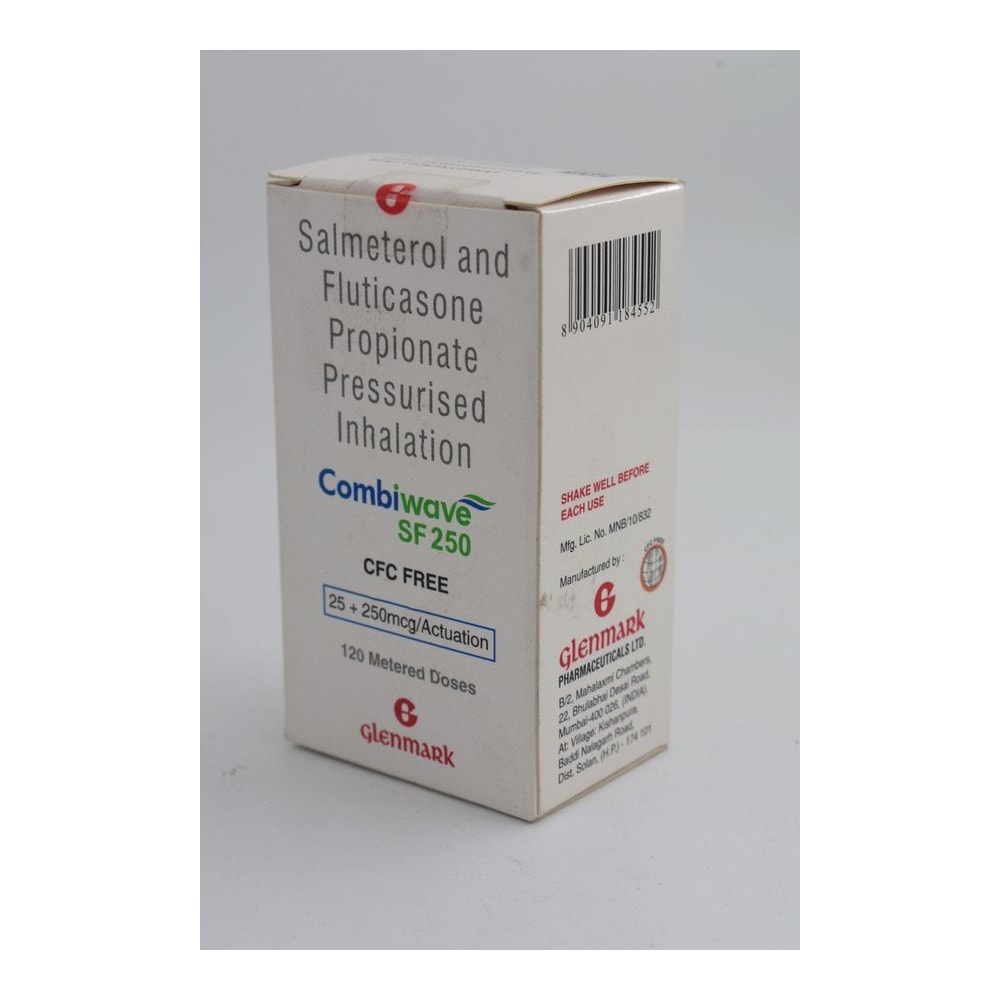 Salmeterol and
Fluticasone
Propionate
Pressurised
Inhalation
Combiwave
SF 250
CFC FREE
25 + 250mcg/Actuation
120 Metered Doses
Glenmark
8 904091 184552
SHAKE WELL BEFORE
EACH USE
Mfg. Lic. No. MNB/10/832
Manufactured by :
CFC FREE
Glenmark
PHARMACEUTICALS LTD.
B/2, Mahalaxmi Chambers,
22, Bhulabhai Desai Road,
Mumbai-400 026, (INDIA).
At: Village: Kishanpura,
Baddi Nalagarh Road,
Dist. Solan, (H.P.) - 174 101